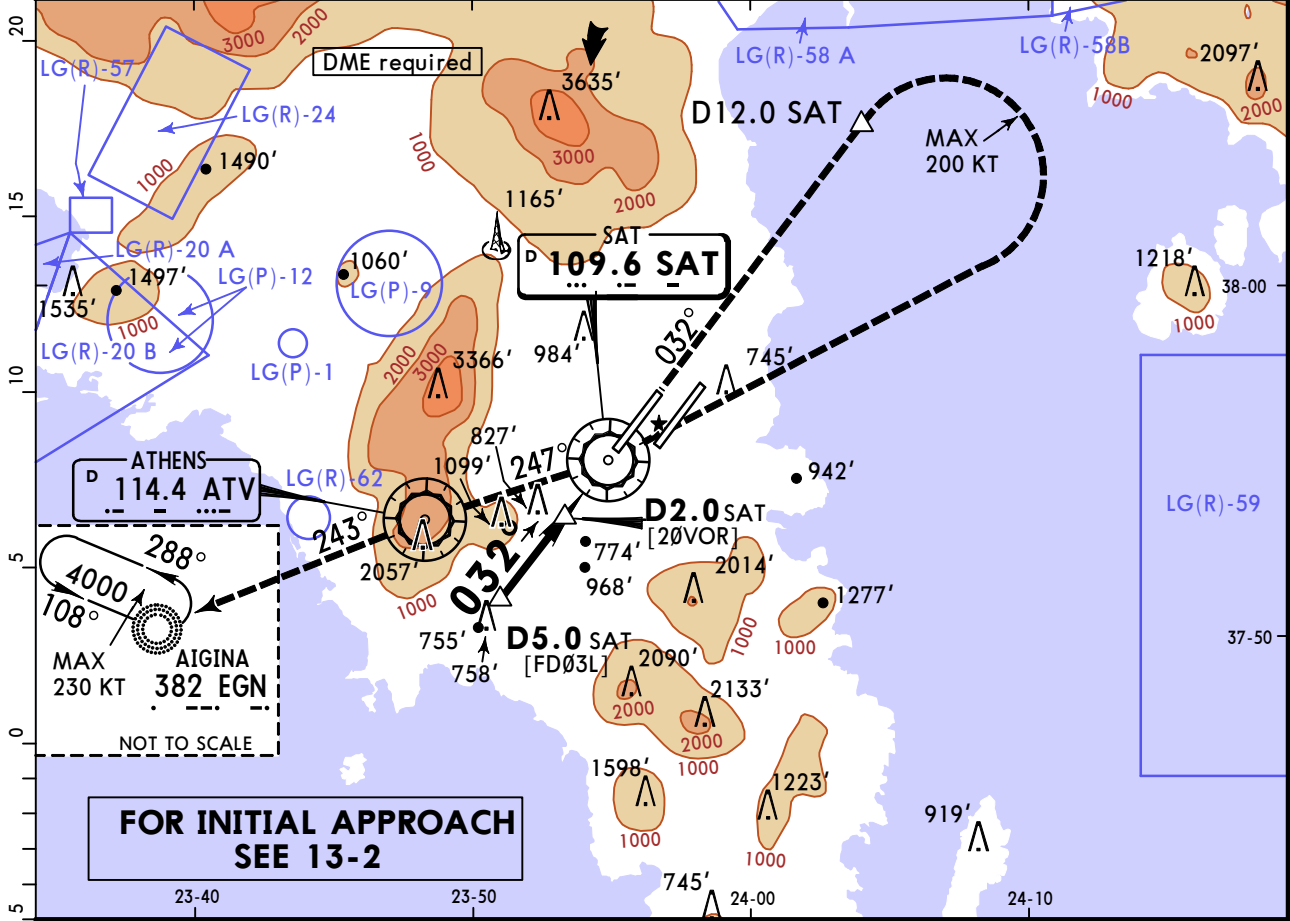 20
3000
2000
LG(R)-57
DME required
3635'
LG(R)-58 A
LG(R)-58B
2097'
1000
2000
LG(R)-24
D12.0 SAT
MAX
200 KT
1000
3000
1490'
1000
2000
15
1165'
SAT
D 109.6 SAT
LG(R)-20 A
1060'
LG(P)-12
LG(P)-9
1497'
1535'
1000
1218'
38-00
1000
LG(R)-20 B
LG(P)-1
2000
3000
3366'
984'
032°
745'
10
827'
1099'
247°
ATHENS
D 114.4 ATV
LG(R)-62
942'
LG(R)-59
D2.0 SAT
[20VOR]
243°
2057'
1000
032°
774'
968'
2014'
1000
1277'
1000
5
288°
4000
108°
MAX
230 KT
AIGINA
382 EGN
NOT TO SCALE
755'
758'
D5.0 SAT
[FD03L]
2090'
2000
2133'
2000
1000
37-50
0
1598'
1000
1223'
1000
919'
FOR INITIAL APPROACH
SEE 13-2
745'
5
23-40
23-50
24-00
24-10